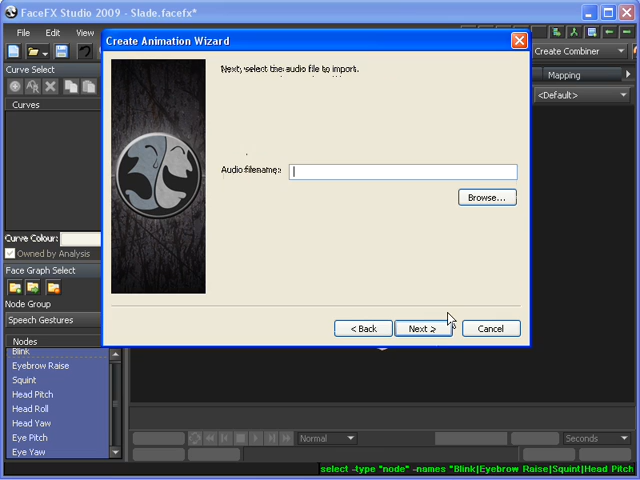 FaceFX Studio 2009 - Slade.facefx*
File Edit View
Create Animation Wizard
Create Combiner
Curve Select
Mapping
Curves
<Default>
Next, select the audio file to import.
Audio filename:
Browse...
Curve Colour:
Owned by Analysis
Face Graph Select
Node Group
Speech Gestures
Nodes
Blink
Eyebrow Raise
Squint
Head Pitch
Head Roll
Head Yaw
Eye Pitch
Eye Yaw
< Back Next > Cancel
Normal
Seconds
select -type "node" -names "Blink|Eyebrow Raise|Squint|Head Pitch